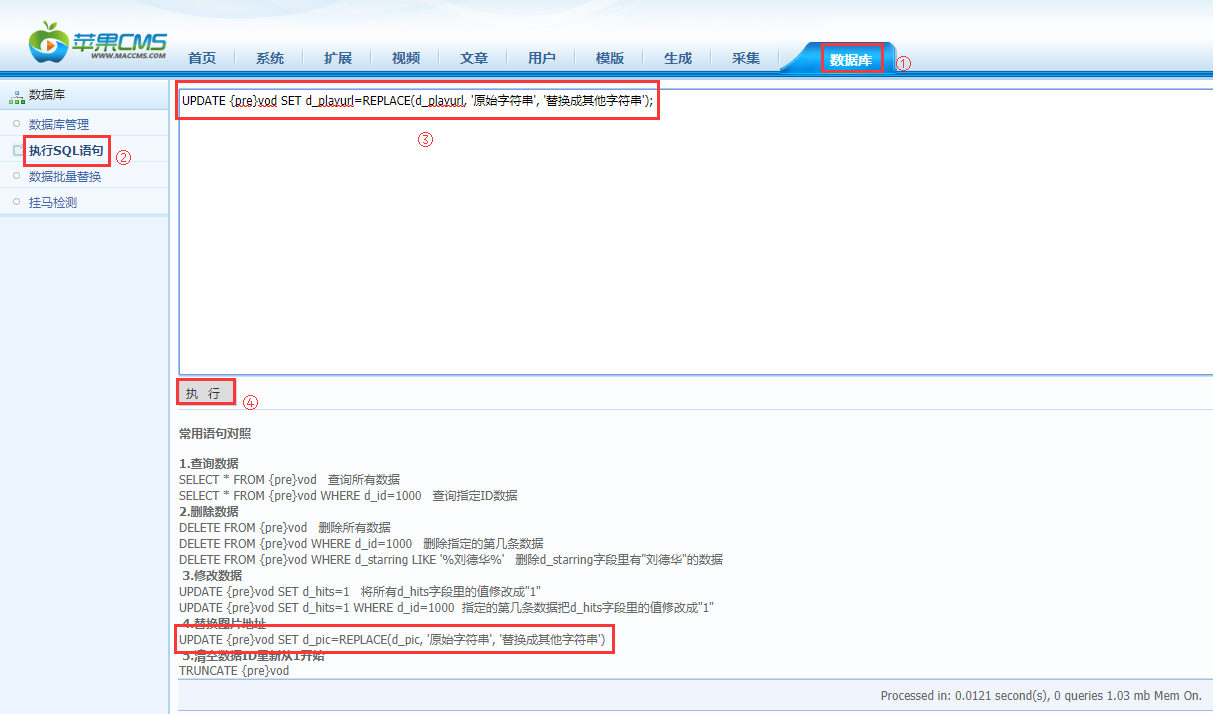 苹果CMS
WWW.MACCMS.COM
首页 系统 扩展 视频 文章 用户 模版 生成 采集 数据库 ①
数据库
数据库管理
执行SQL语句 ②
数据批量替换
挂马检测
UPDATE {pre}vod SET d_playurl=REPLACE(d_playurl, '原始字符串', '替换成其他字符串');
③
执 行 ④
常用语句对照
1.查询数据
SELECT * FROM {pre}vod 查询所有数据
SELECT * FROM {pre}vod WHERE d_id=1000 查询指定ID数据
2.删除数据
DELETE FROM {pre}vod 删除所有数据
DELETE FROM {pre}vod WHERE d_id=1000 删除指定的第几条数据
DELETE FROM {pre}vod WHERE d_starring LIKE '%刘德华%' 删除d_starring字段里有"刘德华"的数据
3.修改数据
UPDATE {pre}vod SET d_hits=1 将所有d_hits字段里的值修改成"1"
UPDATE {pre}vod SET d_hits=1 WHERE d_id=1000 指定的第几条数据把d_hits字段里的值修改成"1"
4.替换图片地址
UPDATE {pre}vod SET d_pic=REPLACE(d_pic, '原始字符串', '替换成其他字符串')
5.清空数据ID重新从1开始
TRUNCATE {pre}vod
Processed in: 0.0121 second(s), 0 queries 1.03 mb Mem On.